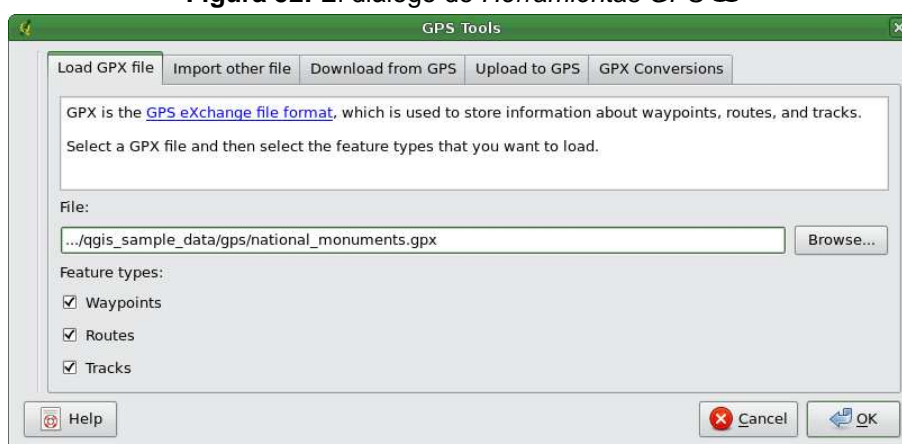 GPS Tools
Load GPX file
Import other file
Download from GPS
Upload to GPS
GPX Conversions
GPX is the GPS eXchange file format, which is used to store information about waypoints, routes, and tracks.
Select a GPX file and then select the feature types that you want to load.
File:
.../qgis_sample_data/gps/national_monuments.gpx
Browse...
Feature types:
Waypoints
Routes
Tracks
Help
Cancel
OK